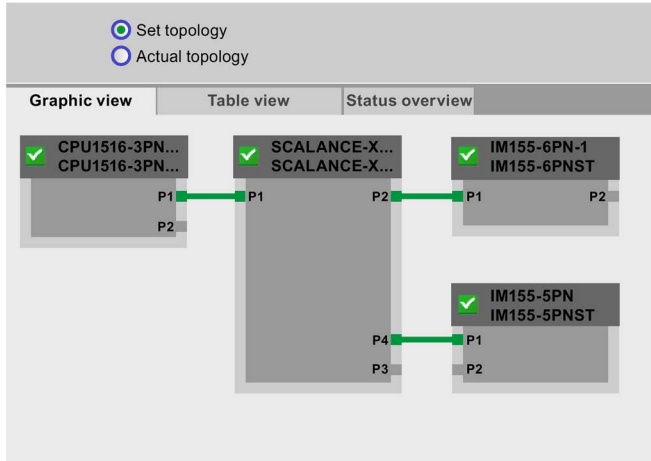 Set topology
Actual topology
Graphic view
Table view
Status overview
CPU1516-3PN...
CPU1516-3PN...
P1
P2
SCALANCE-X...
SCALANCE-X...
P1
P2
P4
P3
IM155-6PN-1
IM155-6PNST
P1
P2
IM155-5PN
IM155-5PNST
P1
P2